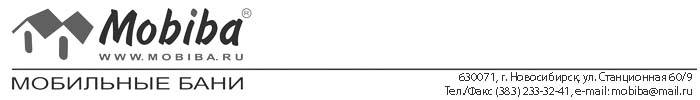 Mobiba®
WWW.MOBIBA.RU
МОБИЛЬНЫЕ БАНИ
630071, г. Новосибирск, ул. Станционная 60/9
Тел./Факс (383) 233-32-41, e-mail: mobiba@mail.ru